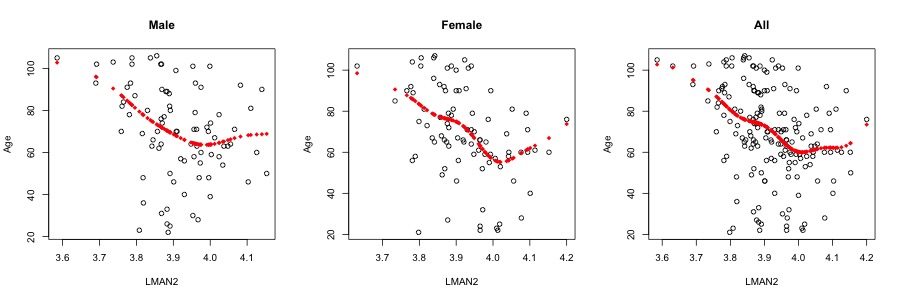 Male
Age
20 40 60 80 100
3.6 3.7 3.8 3.9 4.0 4.1
LMAN2
Female
Age
20 40 60 80 100
3.7 3.8 3.9 4.0 4.1 4.2
LMAN2
All
Age
20 40 60 80 100
3.6 3.7 3.8 3.9 4.0 4.1 4.2
LMAN2